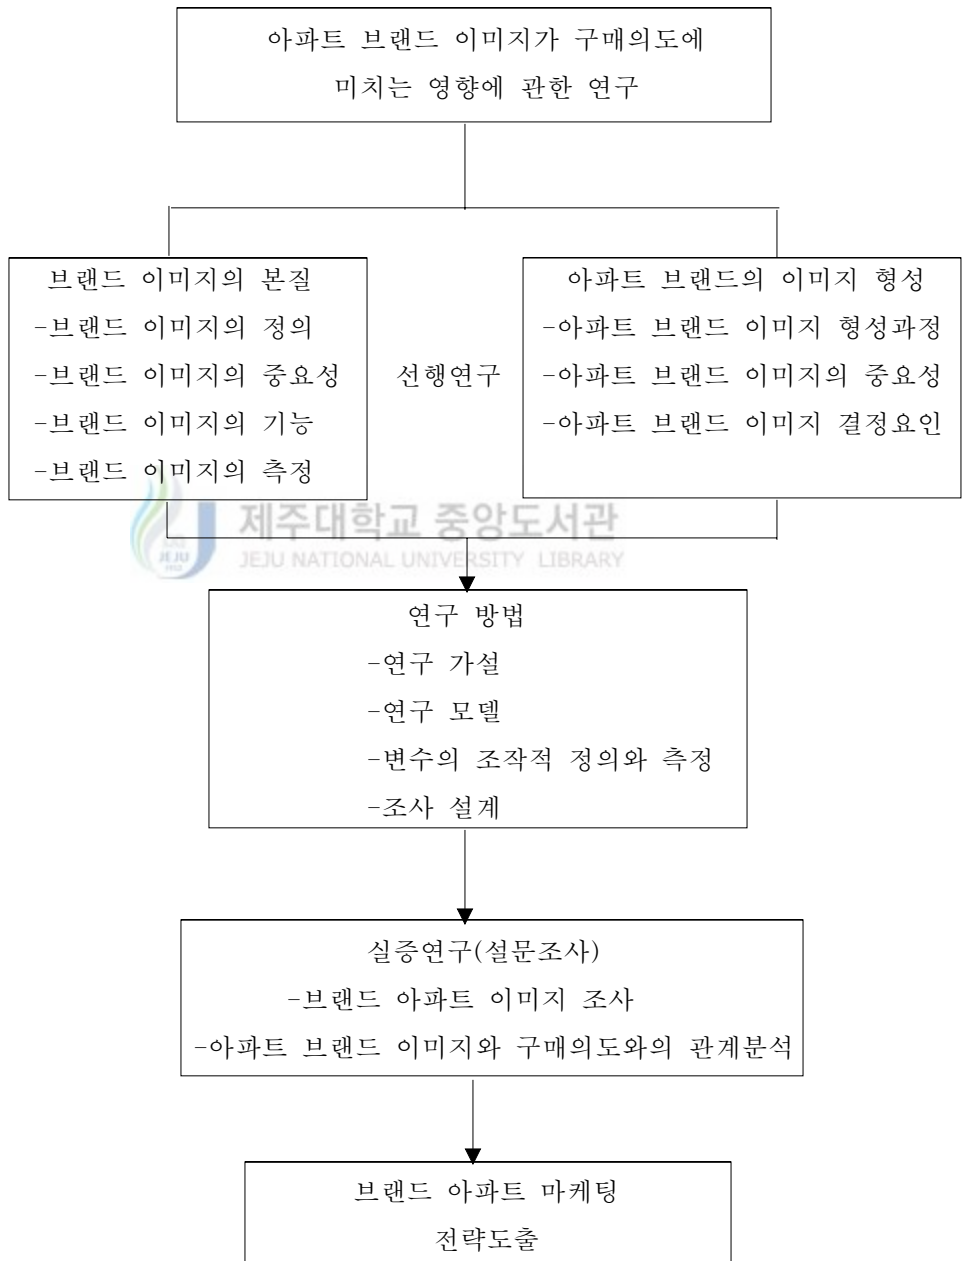 아파트 브랜드 이미지가 구매의도에
미치는 영향에 관한 연구
브랜드 이미지의 본질
-브랜드 이미지의 정의
-브랜드 이미지의 중요성
-브랜드 이미지의 기능
-브랜드 이미지의 측정
선행연구
아파트 브랜드의 이미지 형성
-아파트 브랜드 이미지 형성과정
-아파트 브랜드 이미지의 중요성
-아파트 브랜드 이미지 결정요인
제주대학교 중앙도서관
JEJU NATIONAL UNIVERSITY LIBRARY
JEJU
1952
연구 방법
-연구 가설
-연구 모델
-변수의 조작적 정의와 측정
-조사 설계
실증연구(설문조사)
-브랜드 아파트 이미지 조사
-아파트 브랜드 이미지와 구매의도와의 관계분석
브랜드 아파트 마케팅
전략도출